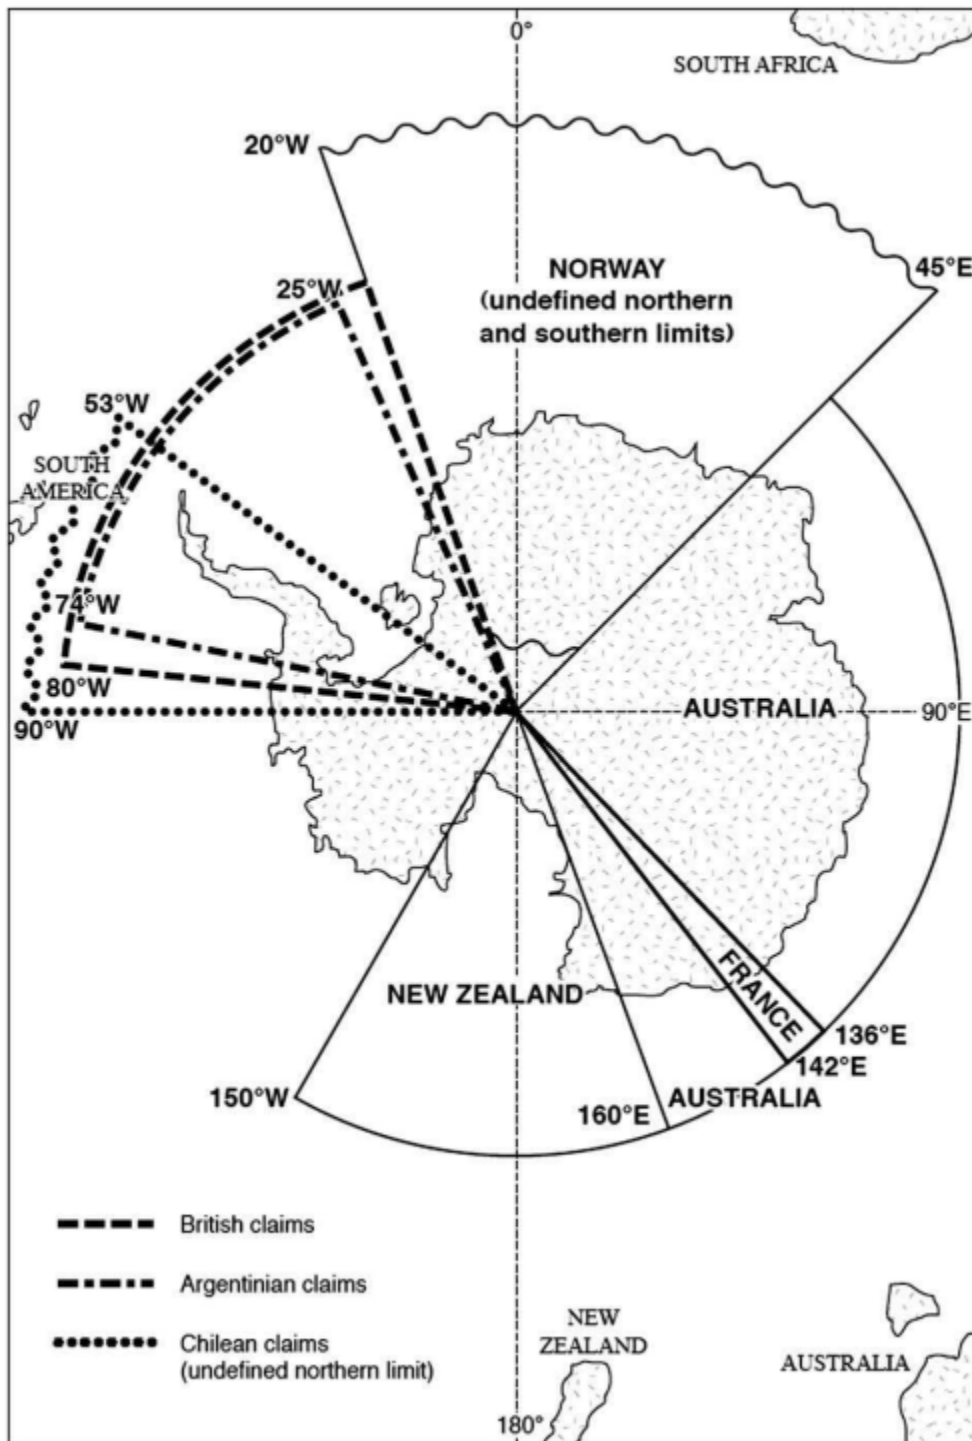 0°
SOUTH AFRICA
20°W
NORWAY
(undefined northern
and southern limits)
45°E
25°W
53°W
SOUTH
AMERICA
74°W
80°W
90°W
AUSTRALIA
90°E
FRANCE
NEW ZEALAND
136°E
142°E
150°W
160°E
AUSTRALIA
British claims
Argentinian claims
Chilean claims
(undefined northern limit)
NEW
ZEALAND
AUSTRALIA
180°